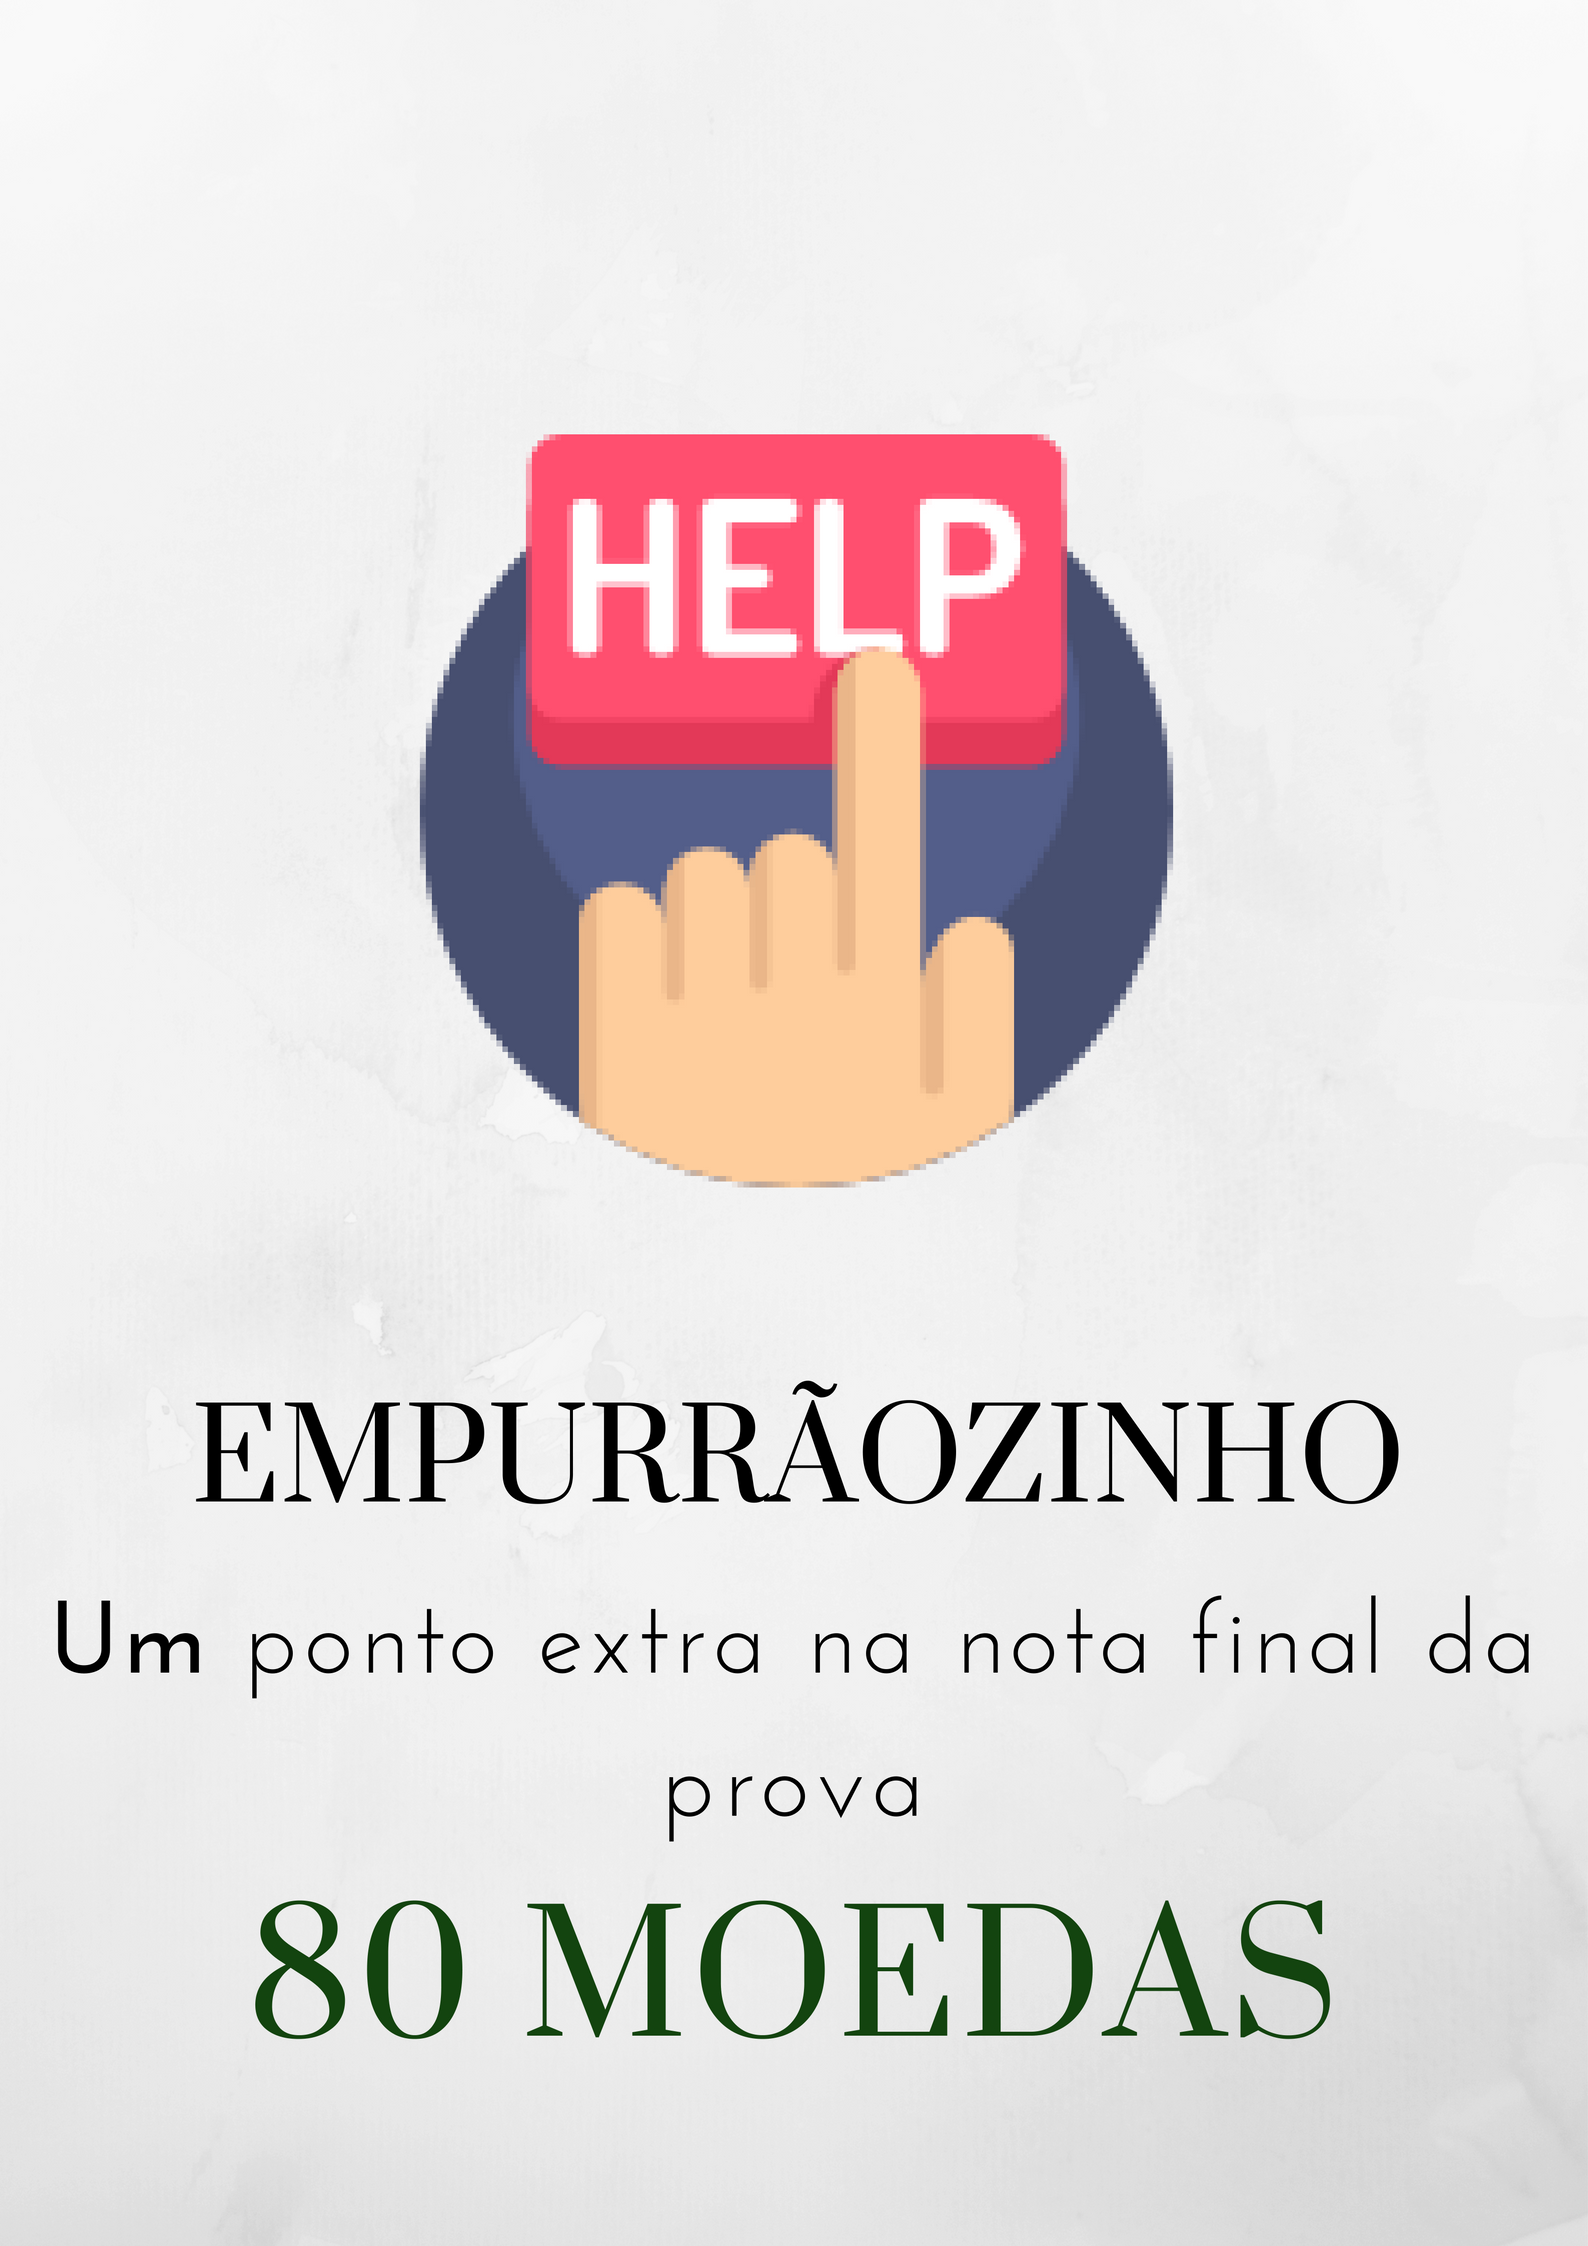 HELP
EMPURRÃOZINHO
Um ponto extra na nota final da
prova
80 MOEDAS